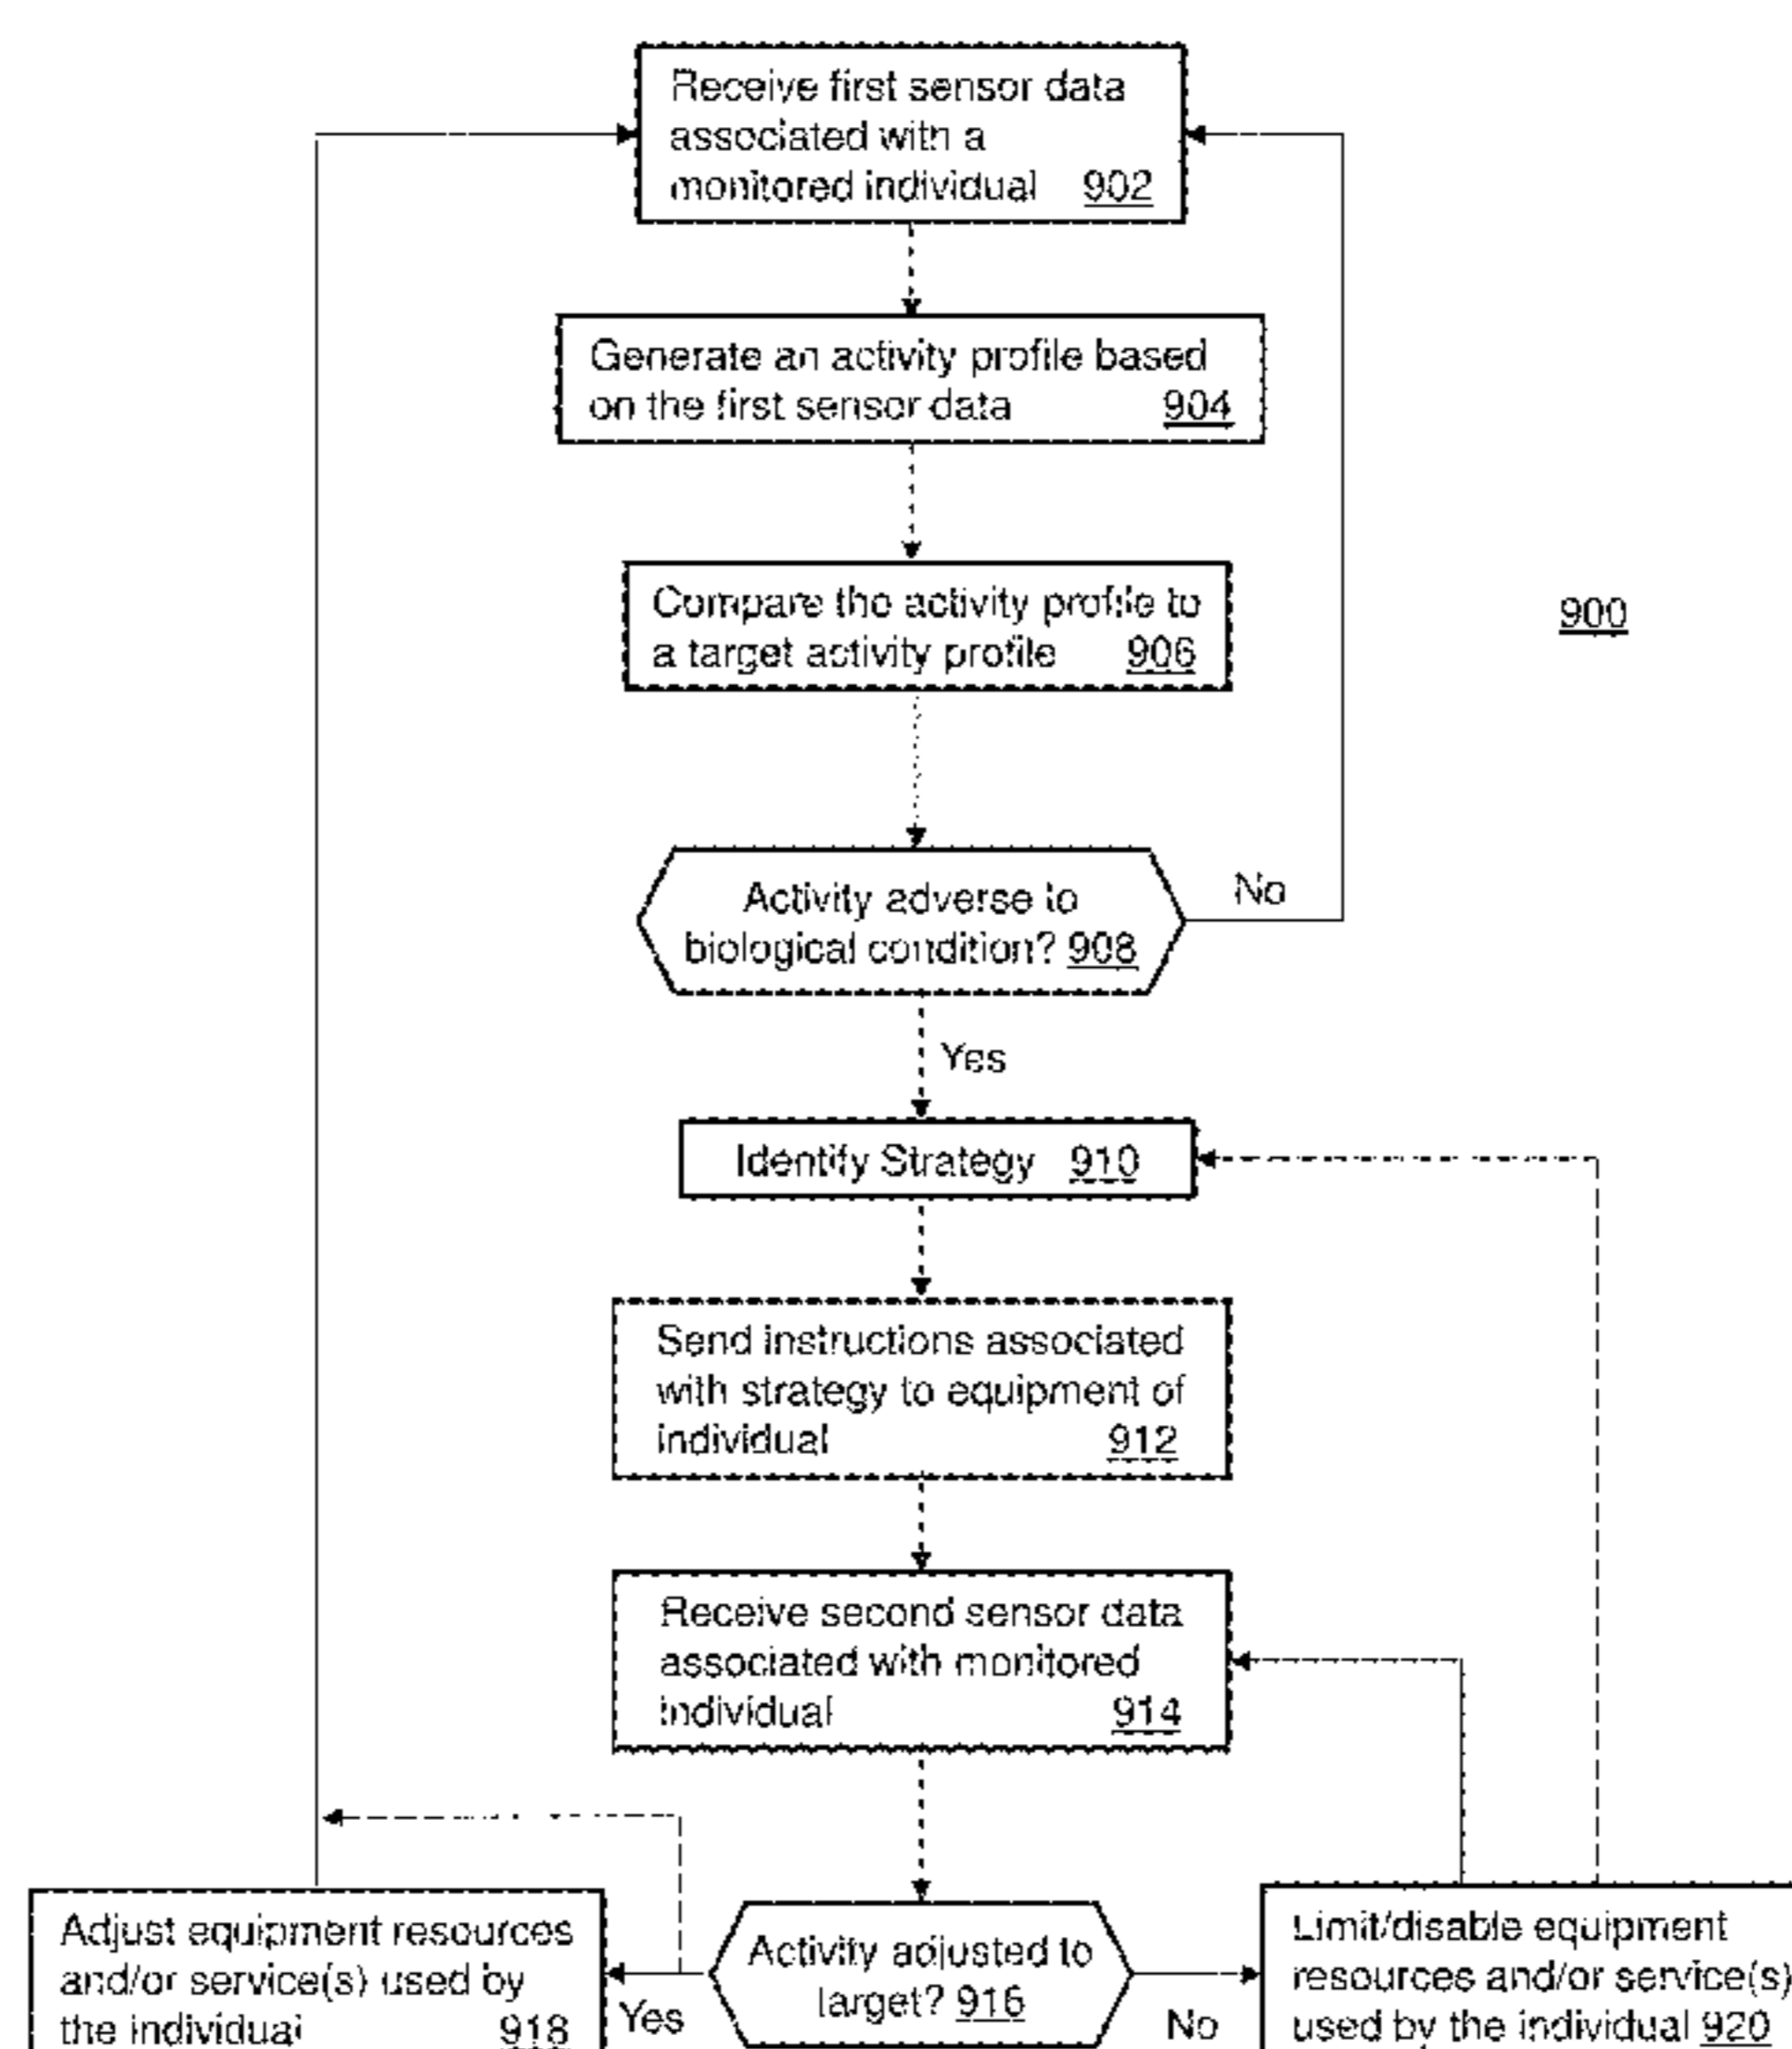 Receive first sensor data
associated with a
monitored individual 902
Generate an activity profile based
on the first sensor data 904
Compare the activity profile to
a target activity profile 906
900
Activity adverse to
biological condition? 908
No
Yes
Identify Strategy 910
Send instructions associated
with strategy to equipment of
individual 912
Receive second sensor data
associated with monitored
individual 914
Adjust equipment resources
and/or service(s) used by
the individual 918
Yes
Activity adjusted to
target? 916
No
Limit/disable equipment
resources and/or service(s)
used by the individual 920